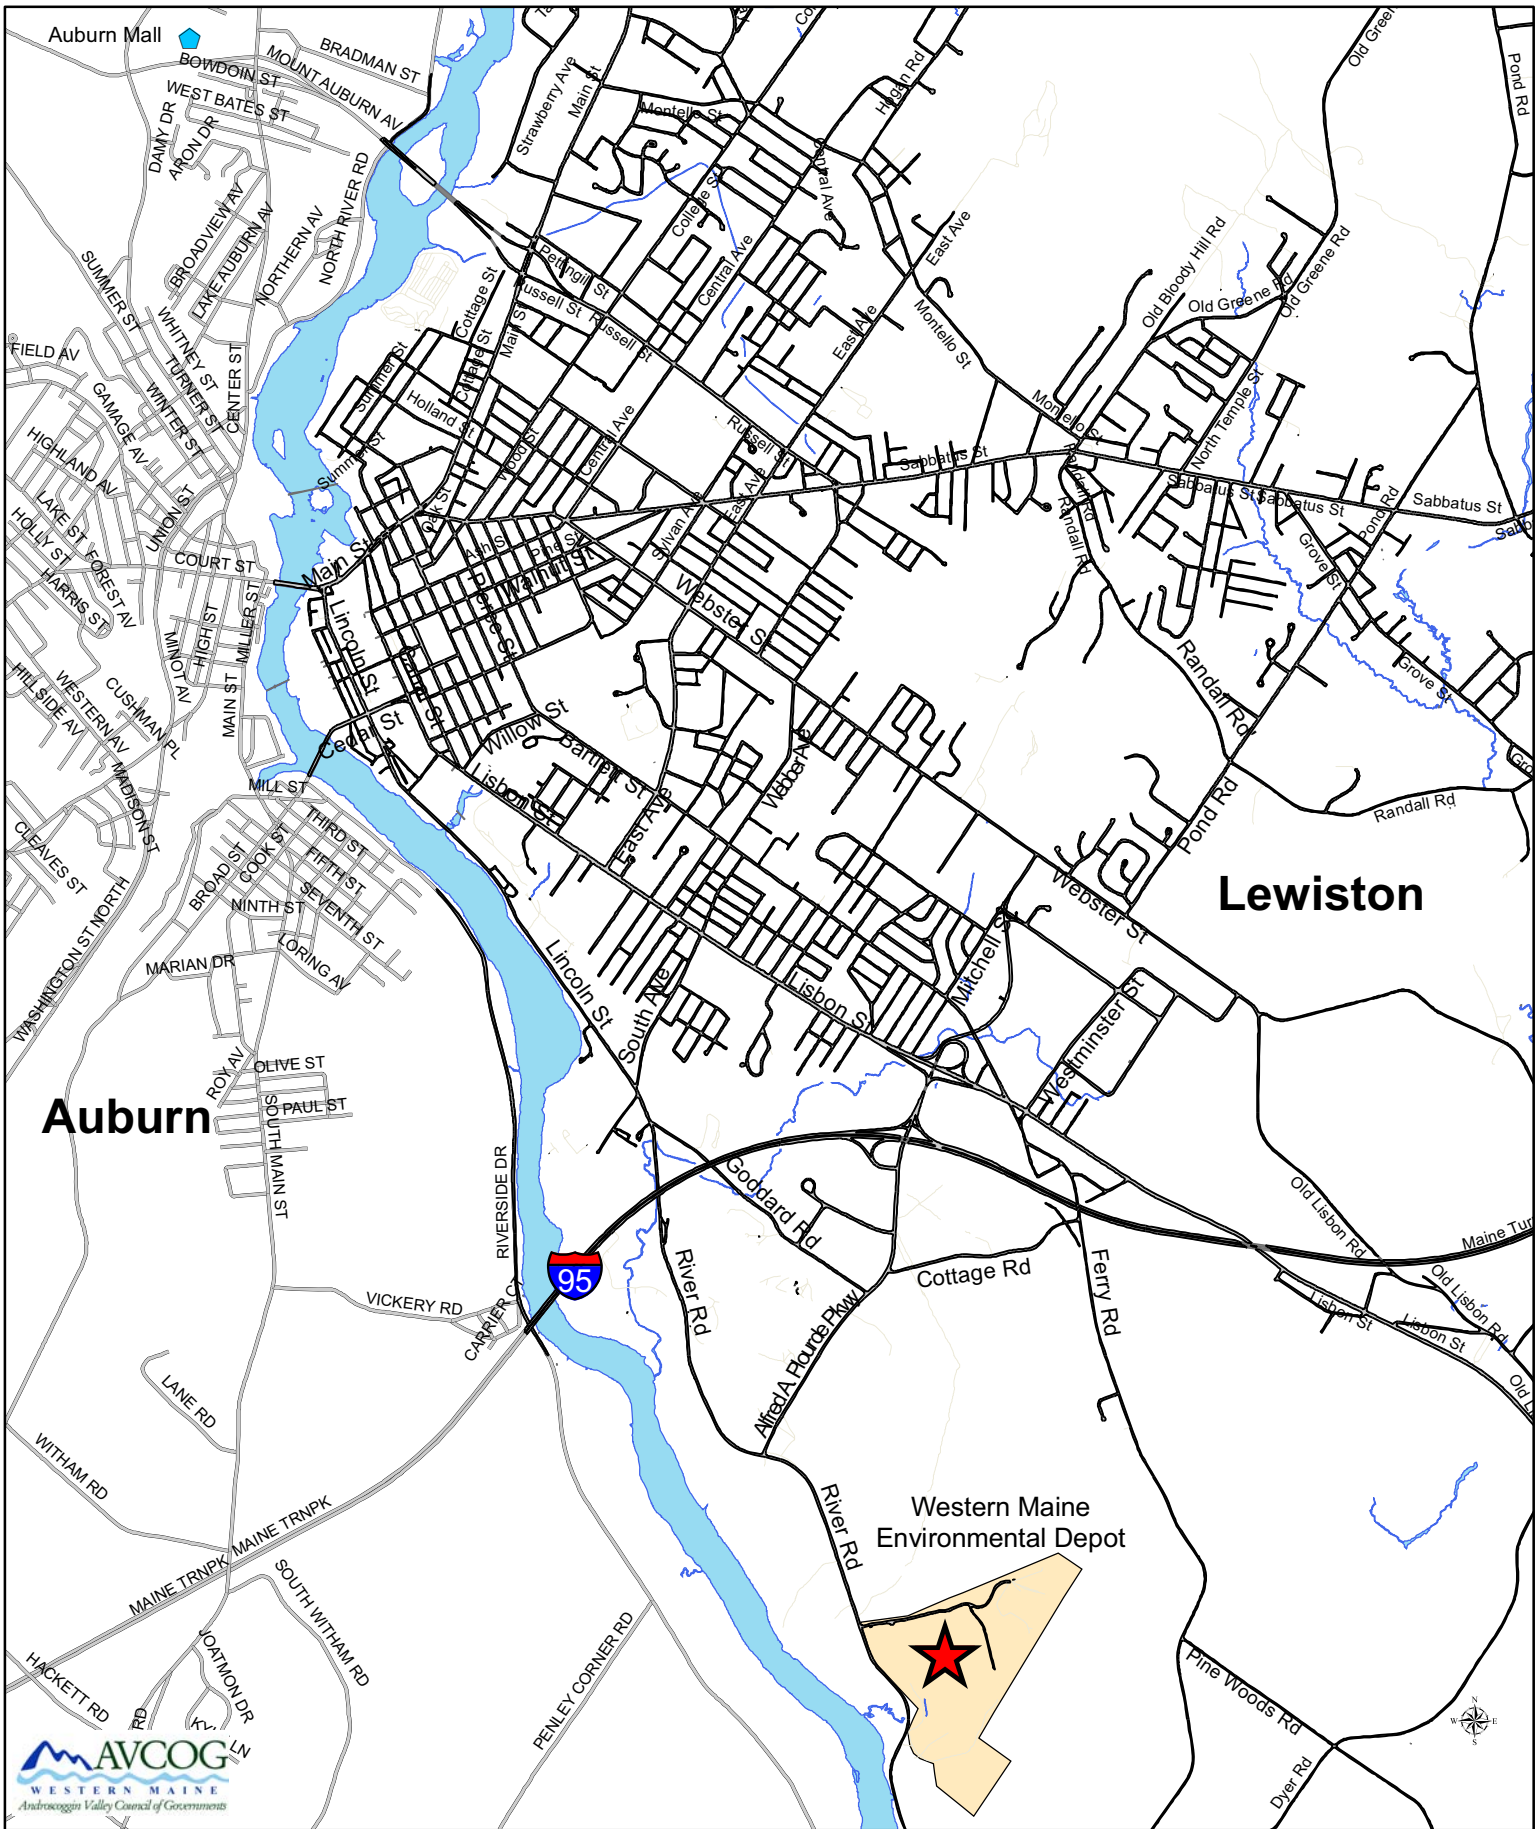 Auburn Mall
BOWDOIN ST
MOUNT AUBURN AV
BRADMAN ST
WEST BATES ST
DAMY DR
ARON DR
BROADVIEW AV
LAKE AUBURN AV
NORTHERN AV
NORTH RIVER RD
SUMMER ST
WHITNEY ST
TURNER ST
WINTER ST
CENTER ST
FIELD AV
GAMAGE AV
HIGHLAND AV
LAKE ST
HOLLY ST
FOREST AV
HARRIS ST
UNION ST
COURT ST
HIGH ST
MILLER ST
MINOT AV
MAIN ST
HILLSIDE AV
WESTERN AV
CUSHMAN PL
MADISON ST
MILL ST
CLEAVES ST
WASHINGTON ST NORTH
BROAD ST
COOK ST
THIRD ST
FIFTH ST
SEVENTH ST
NINTH ST
LORING AV
MARIAN DR
ROY AV
OLIVE ST
PAUL ST
SOUTH MAIN ST
Auburn
RIVERSIDE DR
VICKERY RD
CARRIER CT
LANE RD
WITHAM RD
MAINE TRNPK
MAINE TRNPK
SOUTH WITHAM RD
JOATMON DR
HACKETT RD
RD
LN
PENLEY CORNER RD
Strawberry Ave
Main St
Montello St
Hogan Rd
Central Ave
College St
Central Ave
East Ave
East Ave
Pettingill St
Russell St
Russell St
Russell St
Cottage St
Cottage St
Main St
Summer St
Summer St
Holland St
Wood St
Central Ave
Oak St
Ash St
Pine St
Walnut St
Sylvan Ave
East Ave
Montello St
Montello St
Old Bloody Hill Rd
Old Greene Rd
Old Greene Rd
Old Green
Pond Rd
North Temple St
Sabbatus St
Sabbatus St
Sabbatus St
Sabbatus St
Sabb
Randall Rd
Randall Rd
Randall Rd
Randall Rd
Grove St
Grove St
Gro
Pond Rd
Pond Rd
Main St
Lincoln St
Pierce St
Cedar St
Willow St
Bartlett St
Lisbon St
East Ave
Webber Ave
Webster St
Webster St
Lewiston
Lincoln St
South Ave
Lisbon St
Mitchell St
Westminster St
Goddard Rd
River Rd
Cottage Rd
Alfred A. Plourde Pkwy
Ferry Rd
95
Old Lisbon Rd
Old Lisbon Rd
Maine Tur
Lisbon St
Lisbon St
River Rd
Western Maine
Environmental Depot
Pine Woods Rd
Dyer Rd
N
W E
S
AVCOG
WESTERN MAINE
Androscoggin Valley Council of Governments